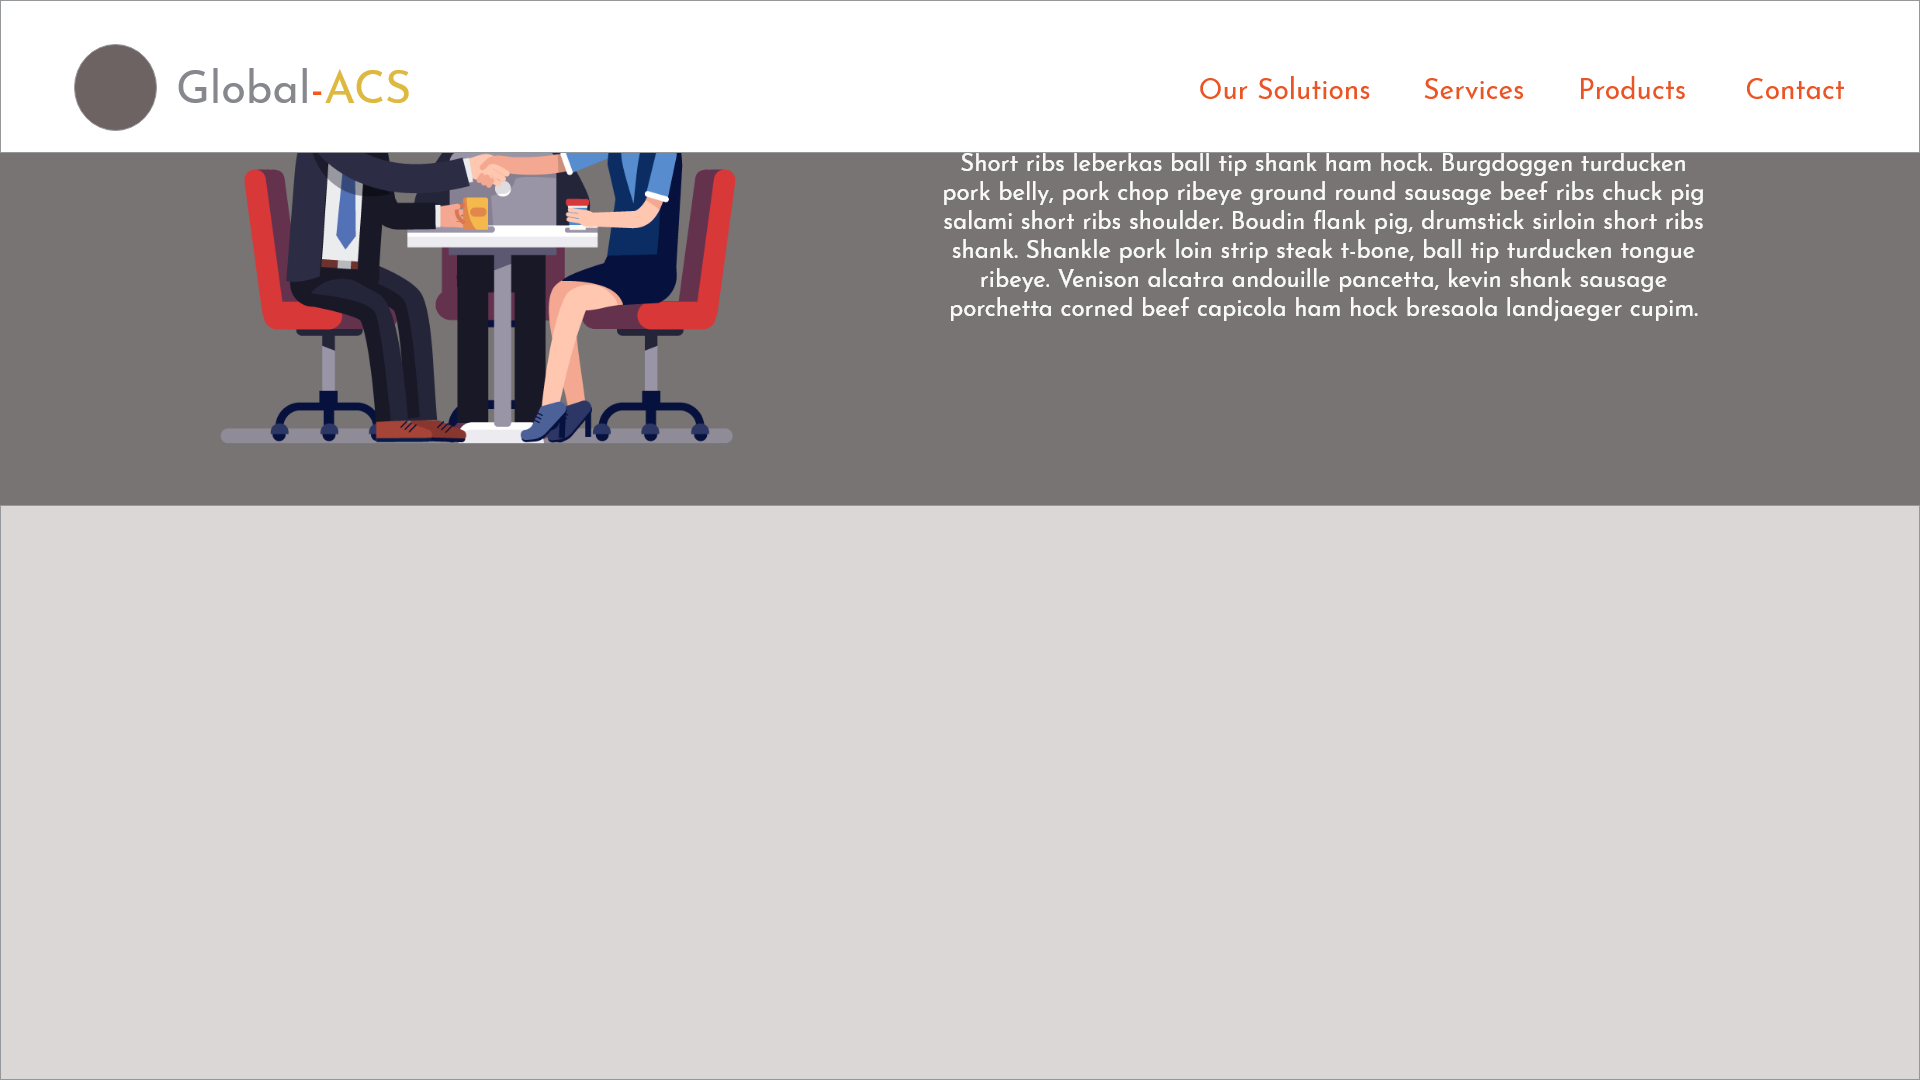 Global-ACS
Our Solutions Services Products Contact
Short ribs leberkas ball tip shank ham hock. Burgdoggen turducken
pork belly, pork chop ribeye ground round sausage beef ribs chuck pig
salami short ribs shoulder. Boudin flank pig, drumstick sirloin short ribs
shank. Shankle pork loin strip steak t-bone, ball tip turducken tongue
ribeye. Venison alcatra andouille pancetta, kevin shank sausage
porchetta corned beef capicola ham hock bresaola landjaeger cupim.